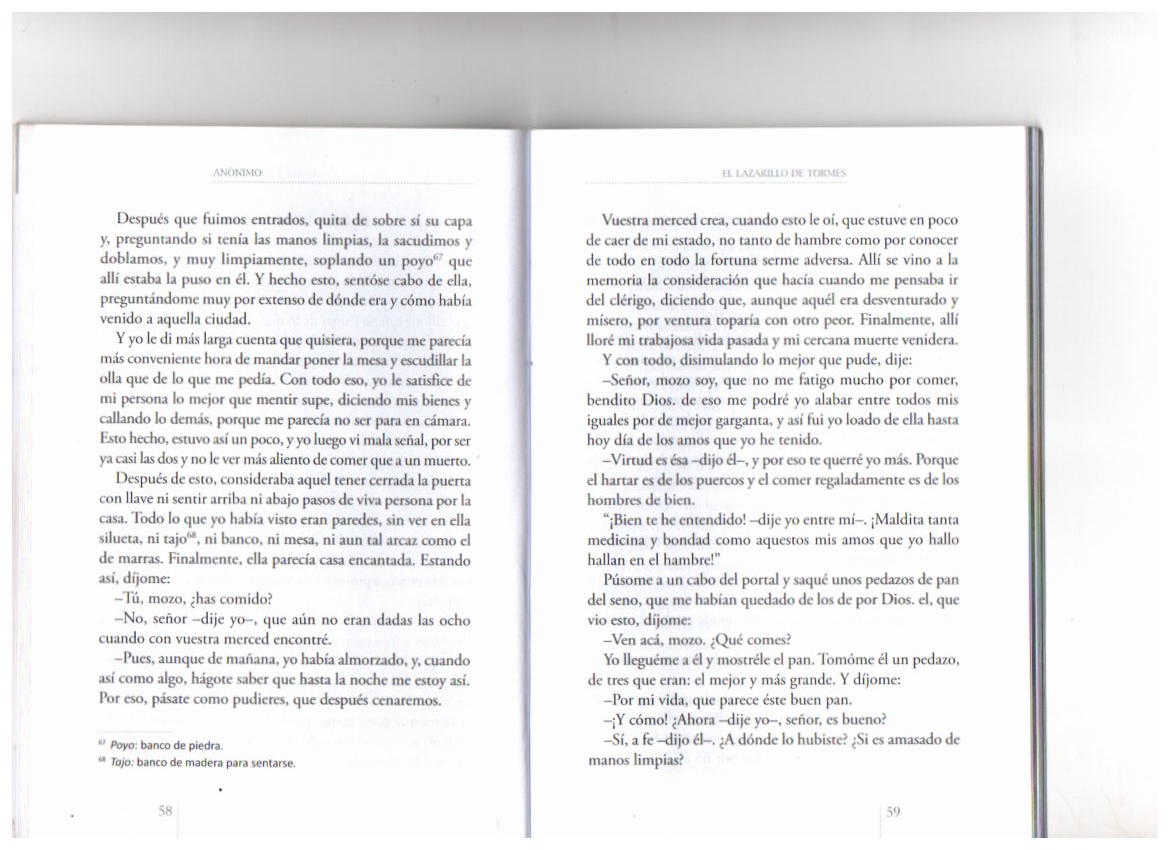 ANÓNIMO
Después que fuimos entrados, quita de sobre sí su capa
y, preguntando si tenía las manos limpias, la sacudimos y
doblamos, y muy limpiamente, soplando un poyo⁶⁷ que
allí estaba la puso en él. Y hecho esto, sentóse cabo de ella,
preguntándome muy por extenso de dónde era y cómo había
venido a aquella ciudad.
Y yo le di más larga cuenta que quisiera, porque me parecía
más conveniente hora de mandar poner la mesa y escudillar la
olla que de lo que me pedía. Con todo eso, yo le satisfice de
mi persona lo mejor que mentir supe, diciendo mis bienes y
callando lo demás, porque me parecía no ser para en cámara.
Esto hecho, estuvo así un poco, y yo luego vi mala señal, por ser
ya casi las dos y no le ver más aliento de comer que a un muerto.
Después de esto, consideraba aquel tener cerrada la puerta
con llave ni sentir arriba ni abajo pasos de viva persona por la
casa. Todo lo que yo había visto eran paredes, sin ver en ella
silueta, ni tajo⁶⁸, ni banco, ni mesa, ni aun tal arcaz como el
de marras. Finalmente, ella parecía casa encantada. Estando
así, díjome:
–Tú, mozo, ¿has comido?
–No, señor –dije yo–, que aún no eran dadas las ocho
cuando con vuestra merced encontré.
–Pues, aunque de mañana, yo había almorzado, y, cuando
así como algo, hágote saber que hasta la noche me estoy así.
Por eso, pásate como pudieres, que después cenaremos.
⁶⁷ Poyo: banco de piedra.
⁶⁸ Tajo: banco de madera para sentarse.
58
EL LAZARILLO DE TORMES
Vuestra merced crea, cuando esto le oí, que estuve en poco
de caer de mi estado, no tanto de hambre como por conocer
de todo en todo la fortuna serme adversa. Allí se vino a la
memoria la consideración que hacía cuando me pensaba ir
del clérigo, diciendo que, aunque aquél era desventurado y
mísero, por ventura toparía con otro peor. Finalmente, allí
lloré mi trabajosa vida pasada y mi cercana muerte venidera.
Y con todo, disimulando lo mejor que pude, dije:
–Señor, mozo soy, que no me fatigo mucho por comer,
bendito Dios. de eso me podré yo alabar entre todos mis
iguales por de mejor garganta, y así fui yo loado de ella hasta
hoy día de los amos que yo he tenido.
–Virtud es ésa –dijo él–, y por eso te querré yo más. Porque
el hartar es de los puercos y el comer regaladamente es de los
hombres de bien.
“¡Bien te he entendido! –dije yo entre mí–. ¡Maldita tanta
medicina y bondad como aquestos mis amos que yo hallo
hallan en el hambre!”
Púsome a un cabo del portal y saqué unos pedazos de pan
del seno, que me habían quedado de los de por Dios. el, que
vio esto, díjome:
–Ven acá, mozo. ¿Qué comes?
Yo lleguéme a él y mostréle el pan. Tomóme él un pedazo,
de tres que eran: el mejor y más grande. Y díjome:
–Por mi vida, que parece éste buen pan.
–¡Y cómo! ¿Ahora –dije yo–, señor, es bueno?
–Sí, a fe –dijo él–. ¿A dónde lo hubiste? ¿Si es amasado de
manos limpias?
59